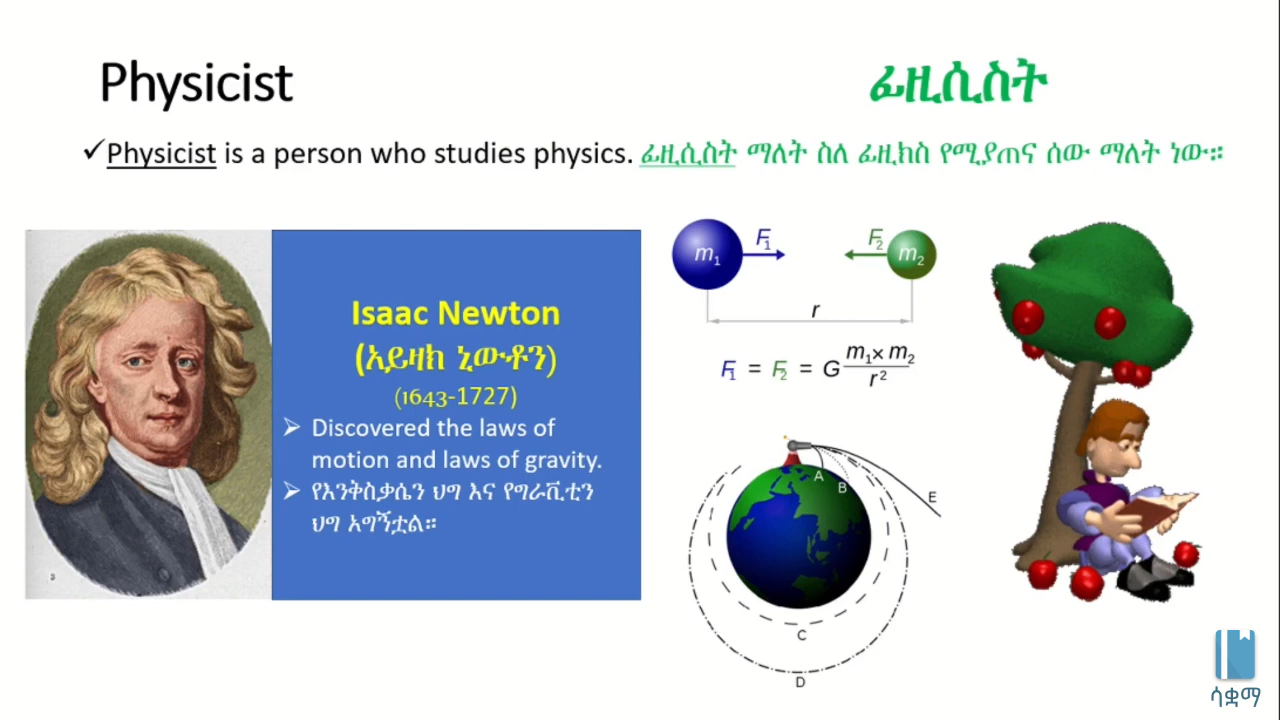 Physicist
ፊዚሲስት
✓Physicist is a person who studies physics. ፊዚሲስት ማለት ስለ ፊዚክስ የሚያጠና ሰው ማለት ነው።
Isaac Newton
(አይዛክ ኒውቶን)
(1643-1727)
➢ Discovered the laws of
motion and laws of gravity.
➢ የእንቅስቃሴን ህግ እና የግራቪቲን
ህግ አግኝቷል።
m₁ F₁ F₂ m₂
r
F₁ = F₂ = G m₁ × m₂ / r²
A
B
E
C
D
ሳቋማ